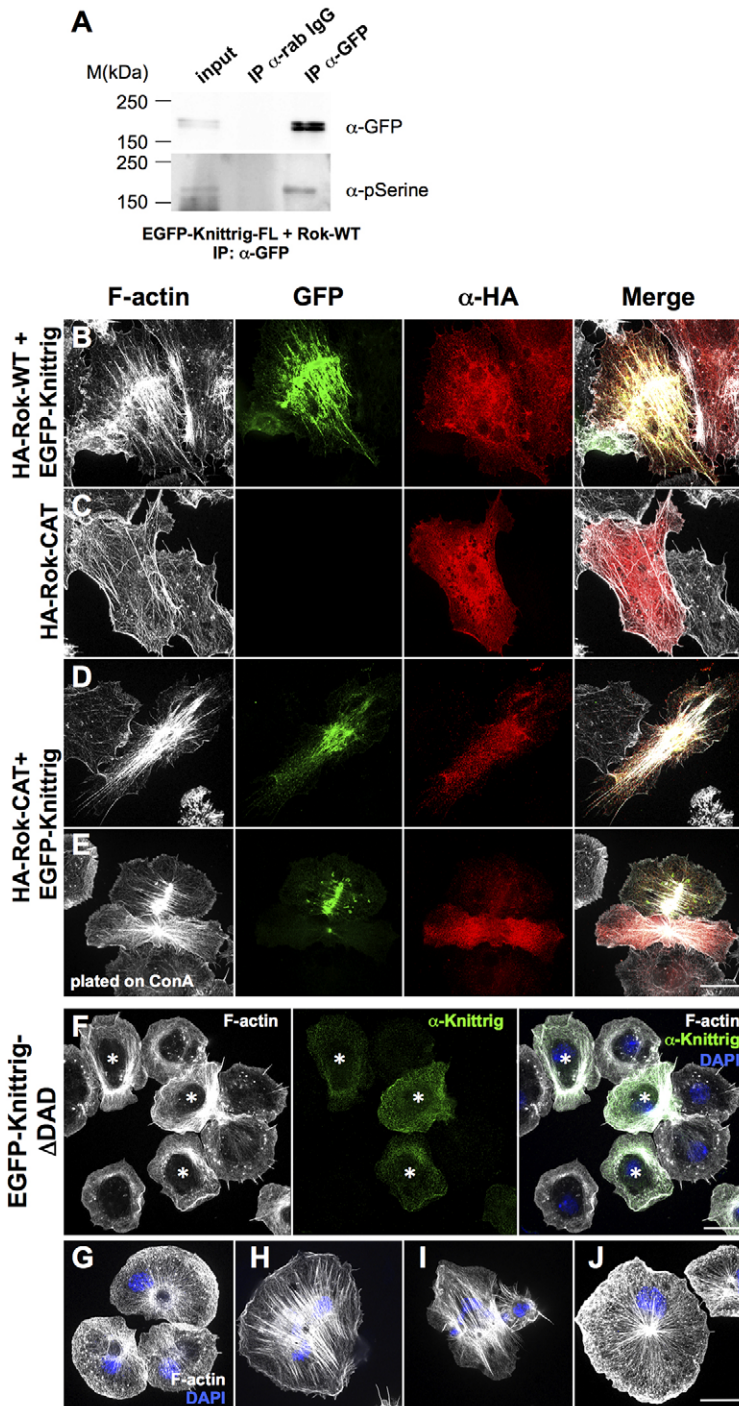 A
M(kDa)
input
IP α-rab IgG
IP α-GFP
250
150
α-GFP
250
150
α-pSerine
EGFP-Knittrig-FL + Rok-WT
IP: α-GFP
F-actin GFP α-HA Merge
HA-Rok-WT +
EGFP-Knittrig
B
HA-Rok-CAT
C
HA-Rok-CAT+
EGFP-Knittrig
D
E
plated on ConA
EGFP-Knittrig-
ΔDAD
F
F-actin
α-Knittrig
F-actin
α-Knittrig
DAPI
* * *
* * *
* * *
G
F-actin
DAPI
H
I
J